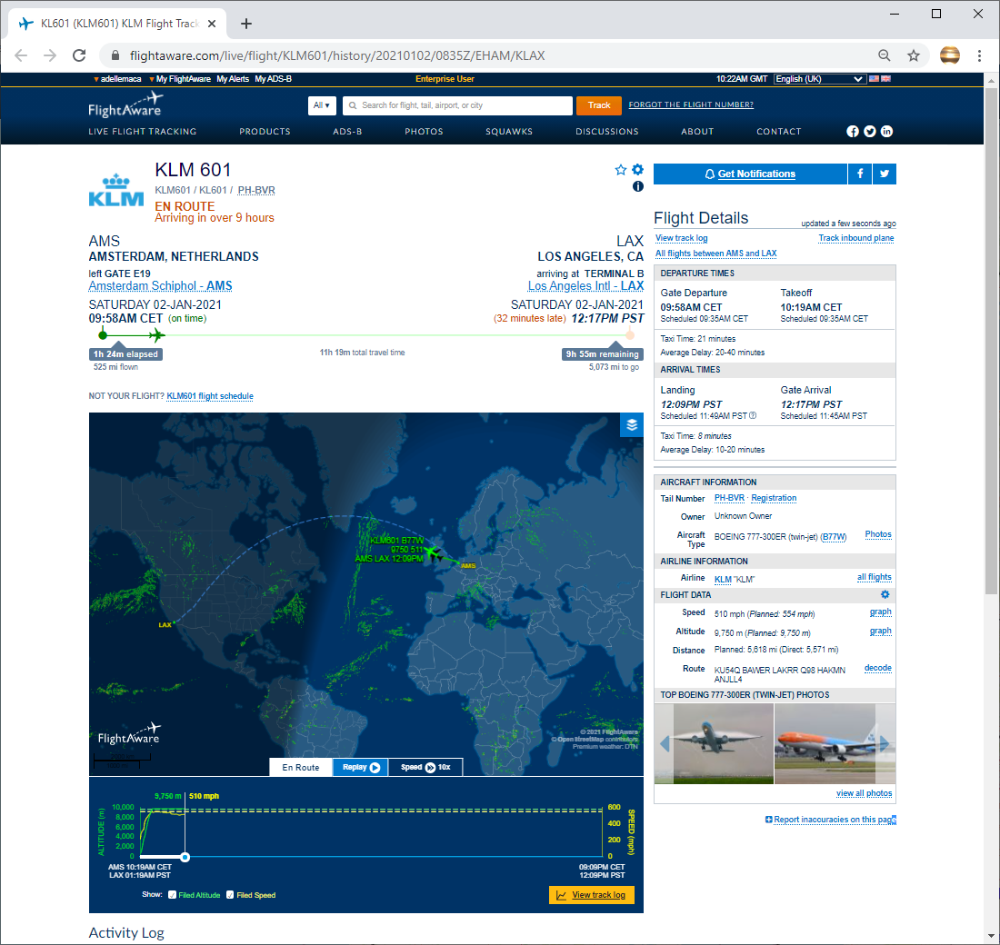 KL601 (KLM601) KLM Flight Track
flightaware.com/live/flight/KLM601/history/20210102/0835Z/EHAM/KLAX
adellemaca My FlightAware My Alerts My ADS-B Enterprise User 10:22AM GMT English (UK)
FlightAware All Search for flight, tail, airport, or city Track FORGOT THE FLIGHT NUMBER?
LIVE FLIGHT TRACKING PRODUCTS ADS-B PHOTOS SQUAWKS DISCUSSIONS ABOUT CONTACT
KLM
KLM 601
KLM601 / KL601 / PH-BVR
EN ROUTE
Arriving in over 9 hours
AMS
AMSTERDAM, NETHERLANDS
left GATE E19
Amsterdam Schiphol - AMS
SATURDAY 02-JAN-2021
09:58AM CET (on time)
LAX
LOS ANGELES, CA
arriving at TERMINAL B
Los Angeles Intl - LAX
SATURDAY 02-JAN-2021
(32 minutes late) 12:17PM PST
1h 24m elapsed
525 mi flown
11h 19m total travel time
9h 55m remaining
5,073 mi to go
NOT YOUR FLIGHT? KLM601 flight schedule
KLM601 B77W
9750 511
AMS LAX 12:09PM
AMS
LAX
FlightAware
© 2021 FlightAware
© OpenStreetMap contributors
Premium weather: DTN
En Route Replay Speed 10x
9,750 m 510 mph
ALTITUDE (m)
10,000
8,000
6,000
4,000
2,000
0
600
400
200
0
SPEED (mph)
AMS 10:19AM CET
LAX 01:19AM PST
09:09PM CET
12:09PM PST
Show: Filed Altitude Filed Speed
View track log
Activity Log
Get Notifications
Flight Details updated a few seconds ago
View track log Track inbound plane
All flights between AMS and LAX
DEPARTURE TIMES
Gate Departure Takeoff
09:58AM CET 10:19AM CET
Scheduled 09:35AM CET Scheduled 09:35AM CET
Taxi Time: 21 minutes
Average Delay: 20-40 minutes
ARRIVAL TIMES
Landing Gate Arrival
12:09PM PST 12:17PM PST
Scheduled 11:49AM PST Scheduled 11:45AM PST
Taxi Time: 8 minutes
Average Delay: 10-20 minutes
AIRCRAFT INFORMATION
Tail Number PH-BVR · Registration
Owner Unknown Owner
Aircraft Type BOEING 777-300ER (twin-jet) (B77W) Photos
AIRLINE INFORMATION
Airline KLM "KLM" all flights
FLIGHT DATA
Speed 510 mph (Planned: 554 mph) graph
Altitude 9,750 m (Planned: 9,750 m) graph
Distance Planned: 5,618 mi (Direct: 5,571 mi)
Route KU54Q BAWER LAKRR Q98 HAKMN decode
ANJLL4
TOP BOEING 777-300ER (TWIN-JET) PHOTOS
view all photos
Report inaccuracies on this page